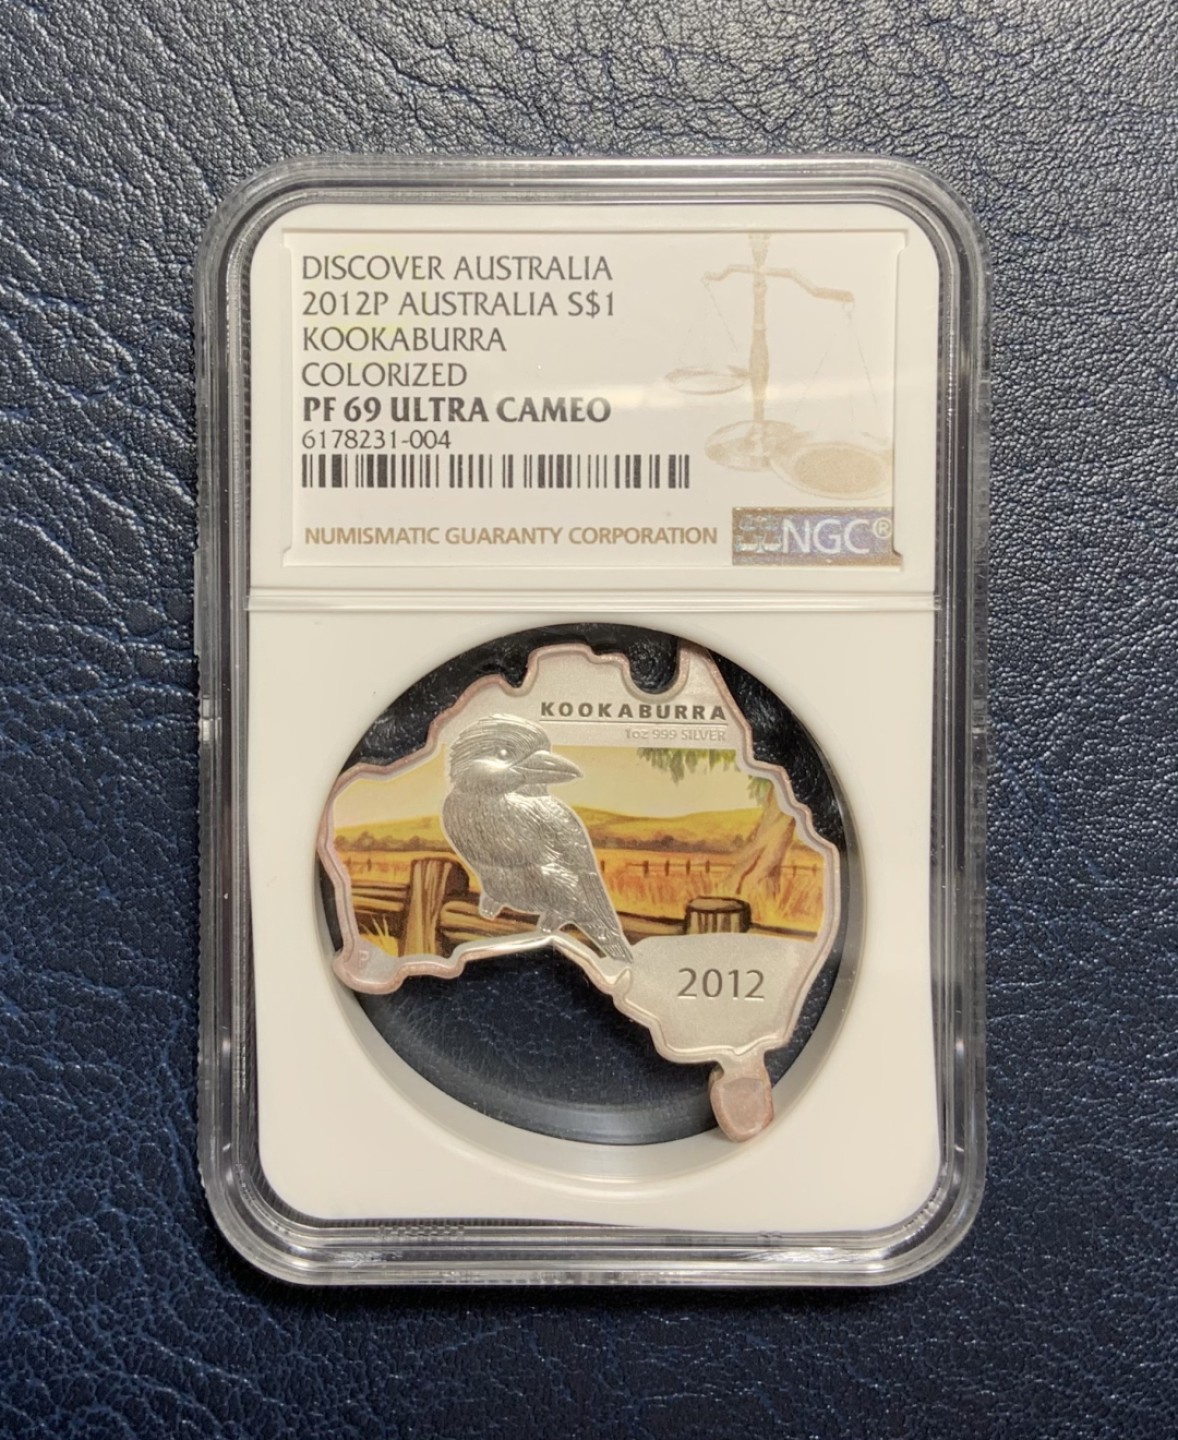 DISCOVER AUSTRALIA
2012P AUSTRALIA S$1
KOOKABURRA
COLORIZED
PF 69 ULTRA CAMEO
6178231-004
NUMISMATIC GUARANTY CORPORATION
NGC®
KOOKABURRA
1oz 999 SILVER
P
2012